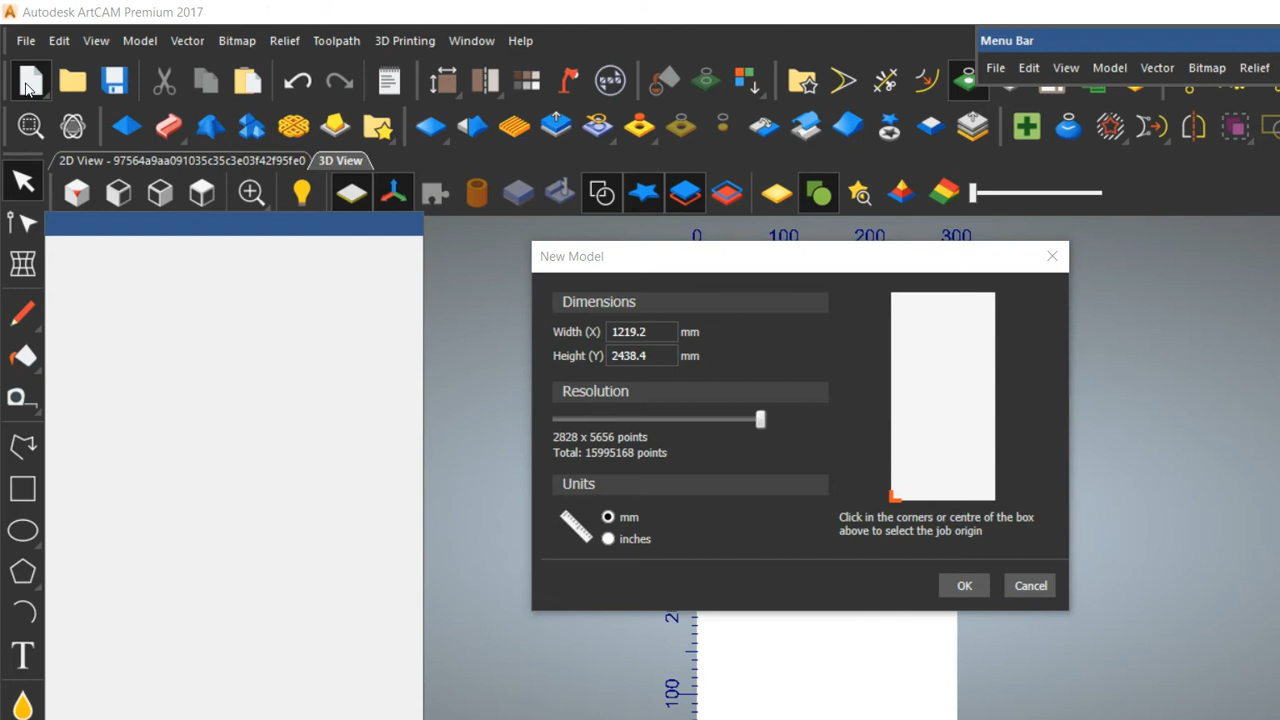 Autodesk ArtCAM Premium 2017
File Edit View Model Vector Bitmap Relief Toolpath 3D Printing Window Help
Menu Bar
File Edit View Model Vector Bitmap Relief
2D View - 97564a9aa091035c35c3e03f42f95fe0 3D View
0 100 200 300
New Model
Dimensions
Width (X) 1219.2 mm
Height (Y) 2438.4 mm
Resolution
2828 x 5656 points
Total: 15995168 points
Units
mm
inches
Click in the corners or centre of the box
above to select the job origin
OK Cancel
100